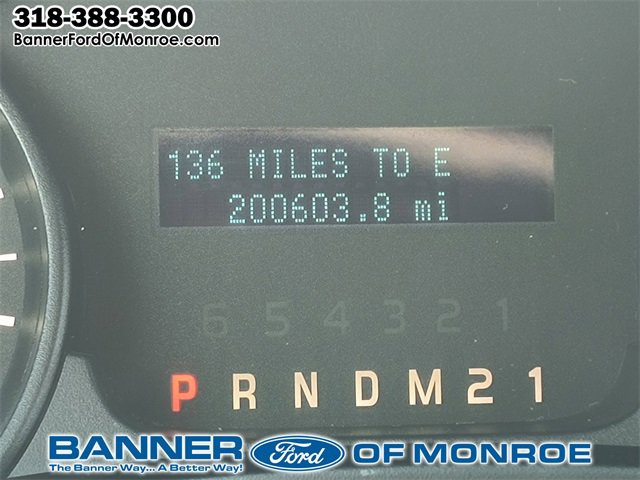 318-388-3300
BannerFordOfMonroe.com
136 MILES TO E
200603.8 mi
6 5 4 3 2 1
P R N D M 2 1
BANNER Ford OF MONROE
The Banner Way... A Better Way!